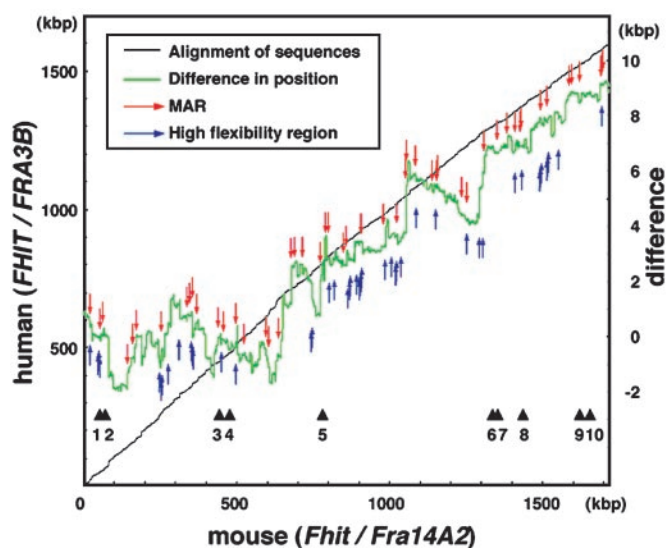 (kbp)
1500
1000
500
human (FHIT / FRA3B)
Alignment of sequences
Difference in position
MAR
High flexibility region
(kbp)
10
8
6
4
2
0
-2
difference
1 2 3 4 5 6 7 8 9 10
0 500 1000 1500 (kbp)
mouse (Fhit / Fra14A2)